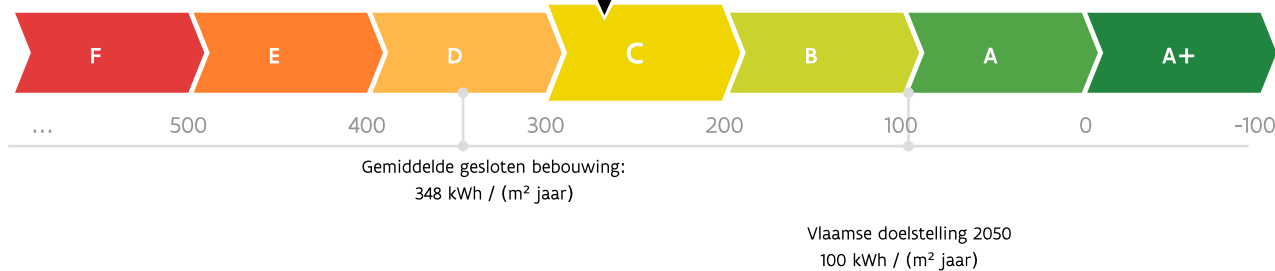 F E D C B A A+
... 500 400 300 200 100 0 -100
Gemiddelde gesloten bebouwing:
348 kWh / (m² jaar)
Vlaamse doelstelling 2050
100 kWh / (m² jaar)